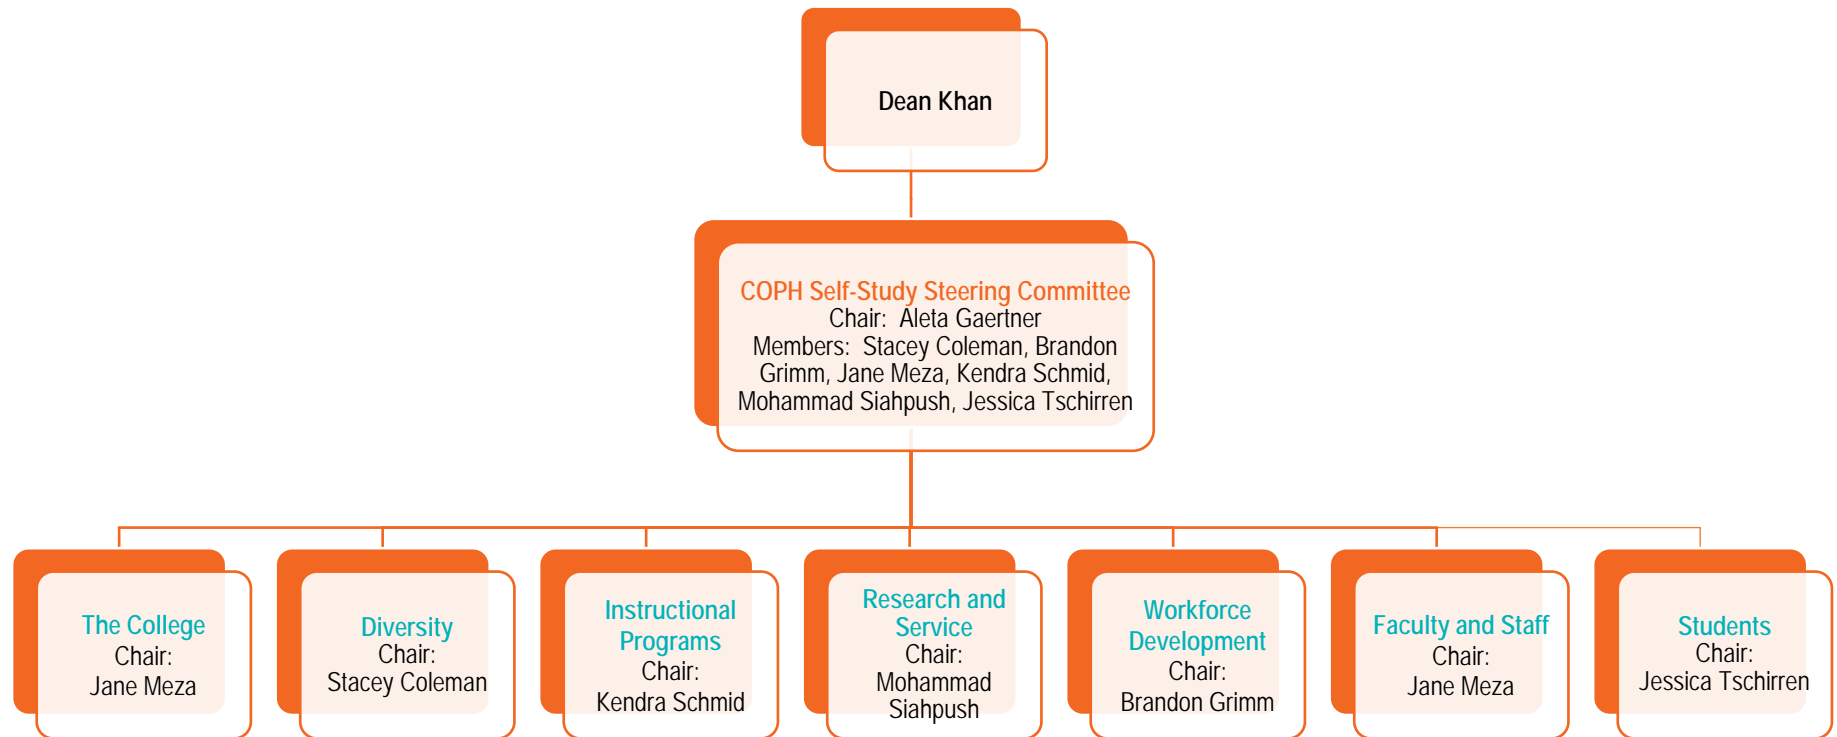 Dean Khan
COPH Self-Study Steering Committee
Chair:  Aleta Gaertner
Members:  Stacey Coleman, Brandon
Grimm, Jane Meza, Kendra Schmid,
Mohammad Siahpush, Jessica Tschirren
The College
Chair:
Jane Meza
Diversity
Chair:
Stacey Coleman
Instructional
Programs
Chair:
Kendra Schmid
Research and
Service
Chair:
Mohammad
Siahpush
Workforce
Development
Chair:
Brandon Grimm
Faculty and Staff
Chair:
Jane Meza
Students
Chair:
Jessica Tschirren